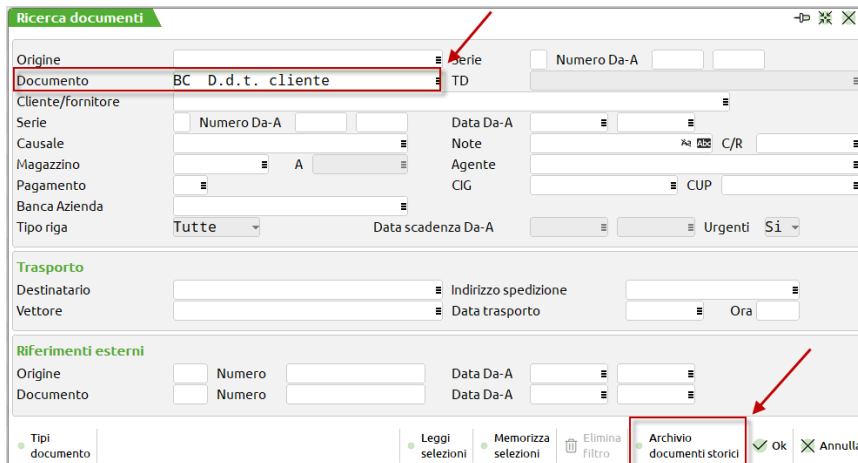 Ricerca documenti
Origine Serie Numero Da-A
Documento BC D.d.t. cliente TD
Cliente/fornitore
Serie Numero Da-A Data Da-A
Causale Note Aa Abc C/R
Magazzino A Agente
Pagamento CIG CUP
Banca Azienda
Tipo riga Tutte Data scadenza Da-A Urgenti Si
Trasporto
Destinatario Indirizzo spedizione
Vettore Data trasporto Ora
Riferimenti esterni
Origine Numero Data Da-A
Documento Numero Data Da-A
Tipi documento
Leggi selezioni
Memorizza selezioni
Elimina filtro
Archivio documenti storici
Ok
Annulla